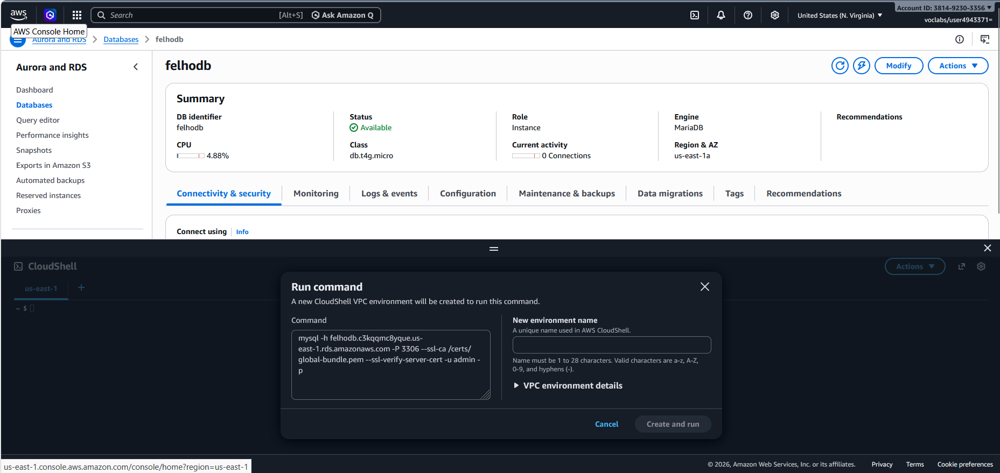 aws
Search
[Alt+S]
Ask Amazon Q
United States (N. Virginia) ▼
Account ID: 3814-9230-3356 ▼
voclabs/user4943371=
AWS Console Home
Aurora and RDS
Databases
felhodb
Aurora and RDS
Dashboard
Databases
Query editor
Performance insights
Snapshots
Exports in Amazon S3
Automated backups
Reserved instances
Proxies
felhodb
Modify
Actions ▼
Summary
DB identifier
felhodb
Status
Available
Role
Instance
Engine
MariaDB
Recommendations
CPU
4.88%
Class
db.t4g.micro
Current activity
0 Connections
Region & AZ
us-east-1a
Connectivity & security
Monitoring
Logs & events
Configuration
Maintenance & backups
Data migrations
Tags
Recommendations
Connect using
Info
CloudShell
Actions ▼
us-east-1
+
~ $
Run command
A new CloudShell VPC environment will be created to run this command.
Command
mysql -h felhodb.c3kqqmc8yque.us-
east-1.rds.amazonaws.com -P 3306 --ssl-ca /certs/
global-bundle.pem --ssl-verify-server-cert -u admin -
p
New environment name
A unique name used in AWS CloudShell.
Name must be 1 to 28 characters. Valid characters are a-z, A-Z,
0-9, and hyphens (-).
VPC environment details
Cancel
Create and run
us-east-1.console.aws.amazon.com/console/home?region=us-east-1
© 2026, Amazon Web Services, Inc. or its affiliates.
Privacy
Terms
Cookie preferences